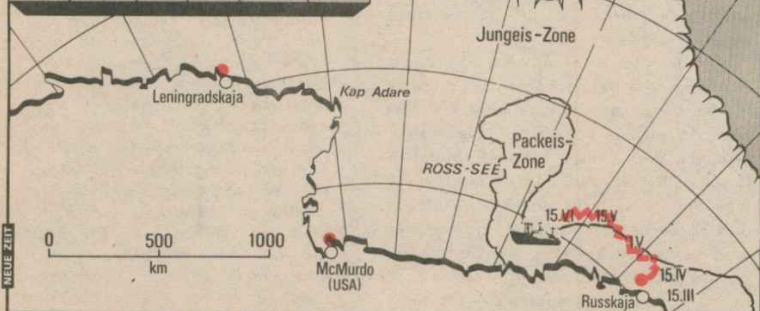 Jungeis-Zone
Leningradskaja
Kap Adare
Packeis-
Zone
ROSS-SEE
15.VI
15.V
1.V
15.IV
15.III
0 500 1000
km
McMurdo
(USA)
Russkaja
NEUE ZEIT